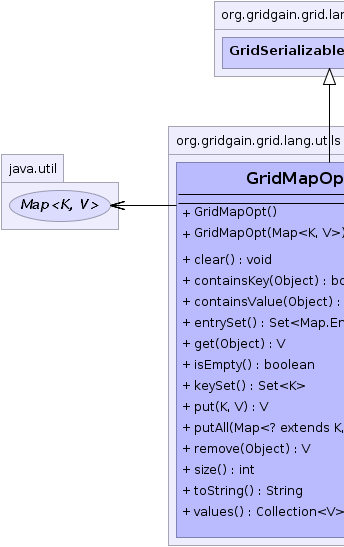 org.gridgain.grid.lan
GridSerializable
org.gridgain.grid.lang.utils
java.util
Map<K, V>
GridMapOp
+ GridMapOpt()
+ GridMapOpt(Map<K, V>)
+ clear() : void
+ containsKey(Object) : bo
+ containsValue(Object) :
+ entrySet() : Set<Map.En
+ get(Object) : V
+ isEmpty() : boolean
+ keySet() : Set<K>
+ put(K, V) : V
+ putAll(Map<? extends K,
+ remove(Object) : V
+ size() : int
+ toString() : String
+ values() : Collection<V>